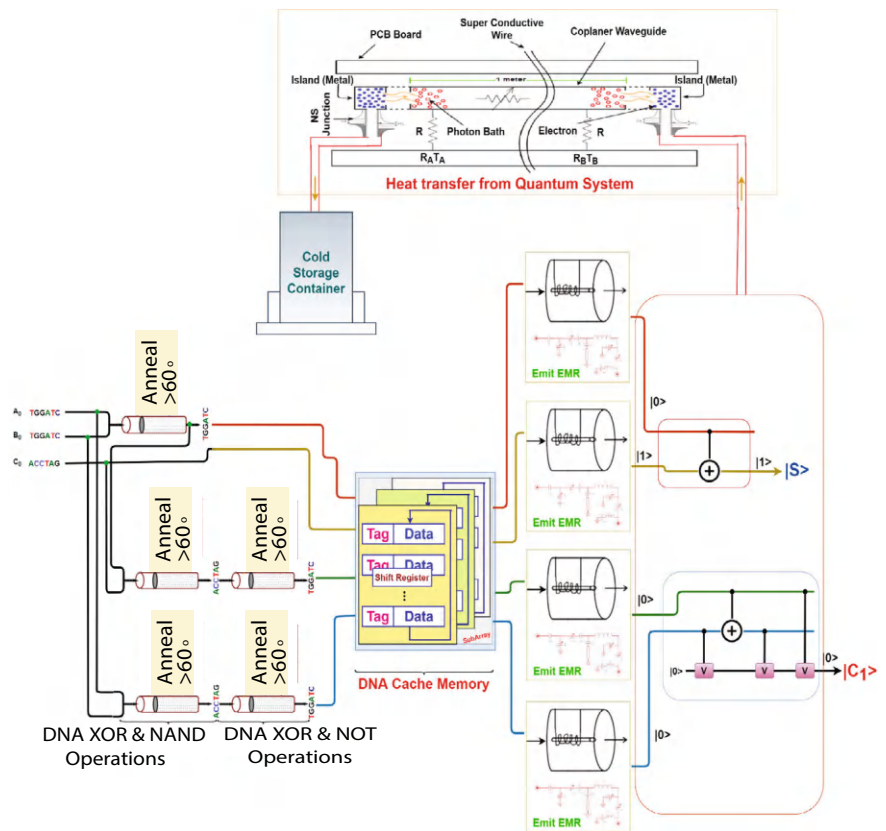 Super Conductive
Wire
PCB Board
Coplaner Waveguide
1 meter
Island (Metal)
Island (Metal)
NS
Junction
R
Photon Bath
Electron
R
RATA
RBTB
Heat transfer from Quantum System
Cold
Storage
Container
Emit EMR
|0>
Anneal
>60°
A0 TGGATC
B0 TGGATC
C0 ACCTAG
TGGATC
|1>
|1>
|S>
Emit EMR
Anneal
>60°
Anneal
>60°
ACCTAG
TGGATC
Tag Data
Tag Data
Shift Register
Tag Data
SubArray
DNA Cache Memory
|0>
Emit EMR
|0>
V
V
V
|0>
|C1>
Anneal
>60°
Anneal
>60°
ACCTAG
TGGATC
|0>
Emit EMR
DNA XOR & NAND
Operations
DNA XOR & NOT
Operations